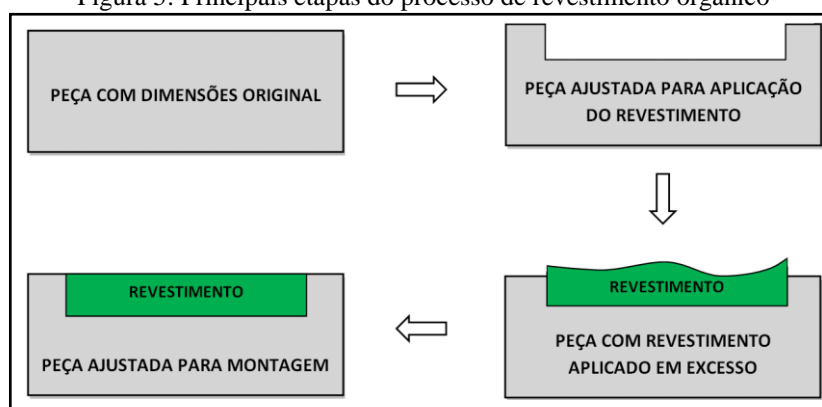 Figura 3: Principais etapas do processo de revestimento orgânico
PEÇA COM DIMENSÕES ORIGINAL
PEÇA AJUSTADA PARA APLICAÇÃO
DO REVESTIMENTO
REVESTIMENTO
PEÇA COM REVESTIMENTO
APLICADO EM EXCESSO
REVESTIMENTO
PEÇA AJUSTADA PARA MONTAGEM